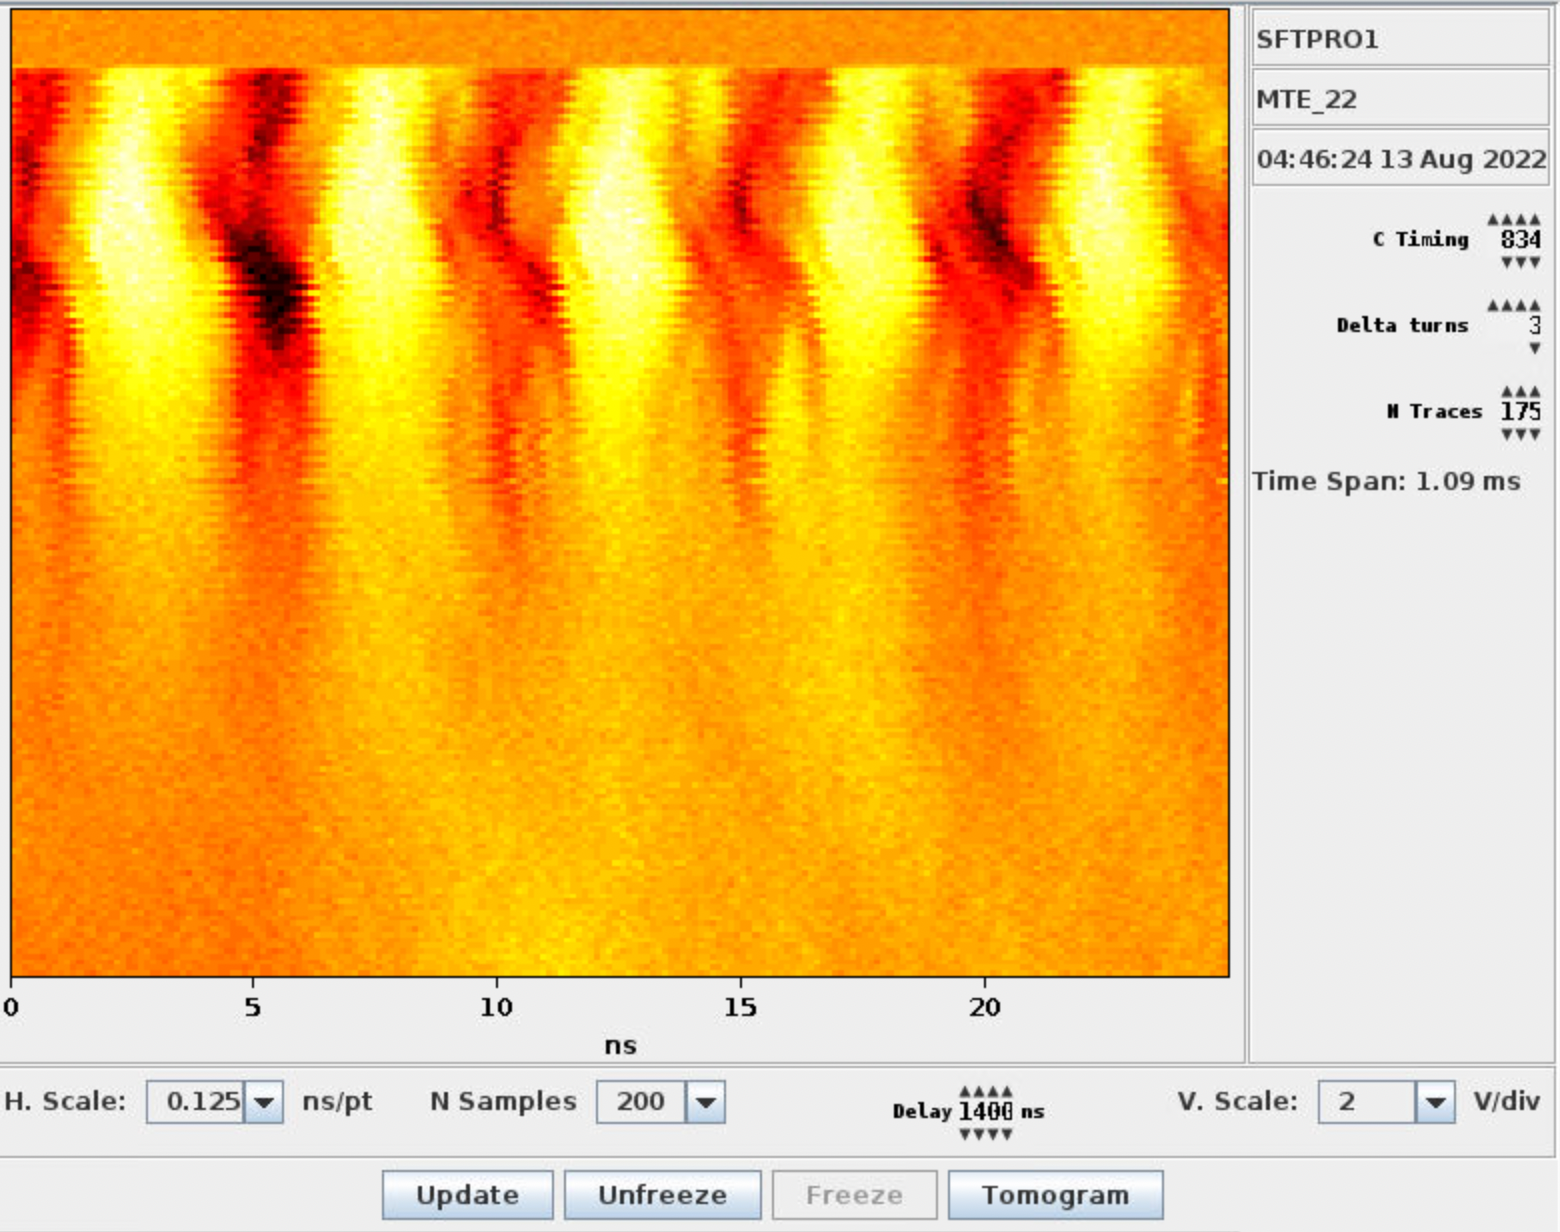 SFTPRO1
MTE_22
04:46:24 13 Aug 2022
C Timing 834
Delta turns 3
N Traces 175
Time Span: 1.09 ms
0 5 10 15 20
ns
H. Scale: 0.125 ns/pt N Samples 200 Delay 1400 ns V. Scale: 2 V/div
Update Unfreeze Freeze Tomogram